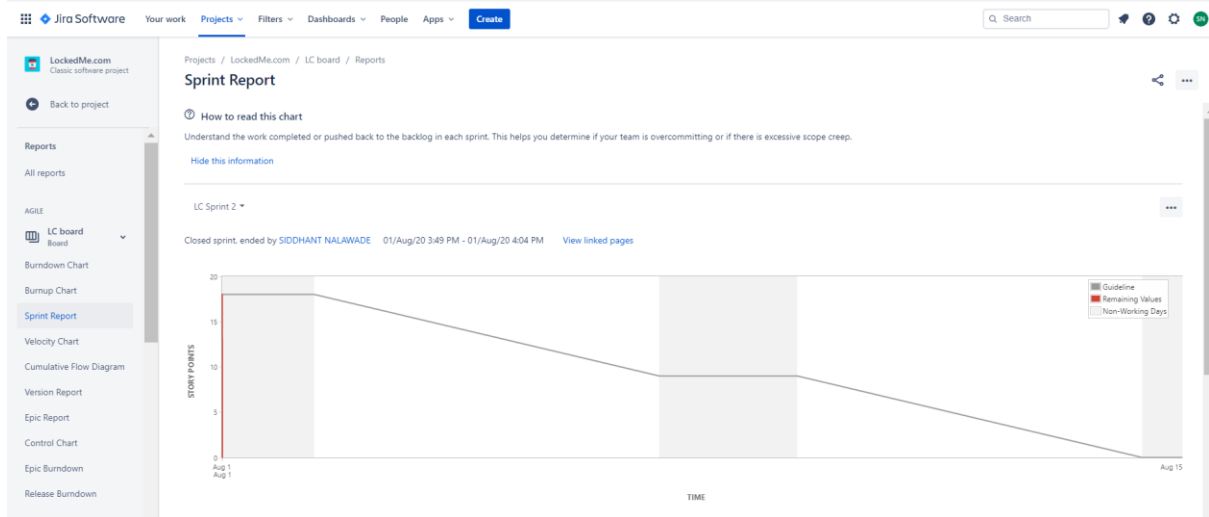 Jira Software Your work Projects Filters Dashboards People Apps Create Search SN
LockedMe.com
Classic software project
Back to project
Reports
All reports
AGILE
LC board
Board
Burndown Chart
Burnup Chart
Sprint Report
Velocity Chart
Cumulative Flow Diagram
Version Report
Epic Report
Control Chart
Epic Burndown
Release Burndown
Projects / LockedMe.com / LC board / Reports
Sprint Report
How to read this chart
Understand the work completed or pushed back to the backlog in each sprint. This helps you determine if your team is overcommitting or if there is excessive scope creep.
Hide this information
LC Sprint 2
Closed sprint, ended by SIDDHANT NALAWADE 01/Aug/20 3:49 PM - 01/Aug/20 4:04 PM View linked pages
STORY POINTS
20
15
10
5
0
Guideline
Remaining Values
Non-Working Days
Aug 1 Aug 15
Aug 1
TIME